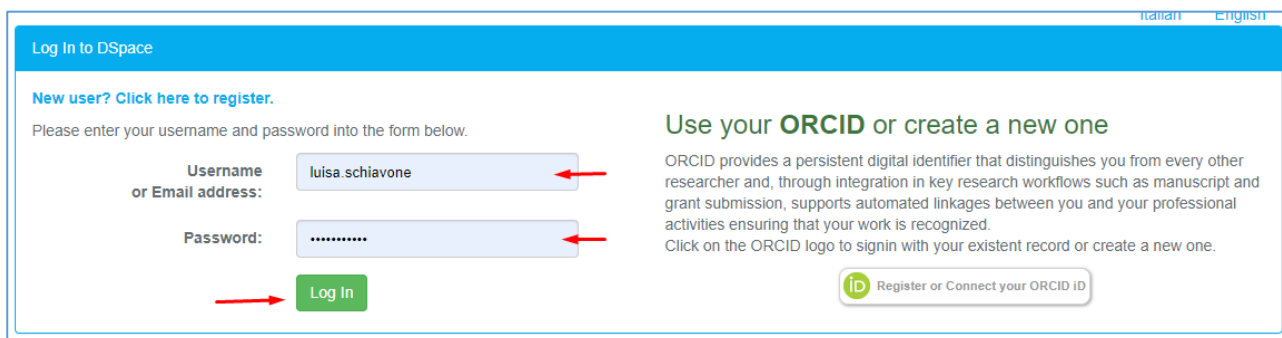 Italian English
Log In to DSpace
New user? Click here to register.
Please enter your username and password into the form below.
Username
or Email address:
luisa.schiavone
Password:
•••••••••••
Log In
Use your ORCID or create a new one
ORCID provides a persistent digital identifier that distinguishes you from every other
researcher and, through integration in key research workflows such as manuscript and
grant submission, supports automated linkages between you and your professional
activities ensuring that your work is recognized.
Click on the ORCID logo to signin with your existent record or create a new one.
iD Register or Connect your ORCID iD